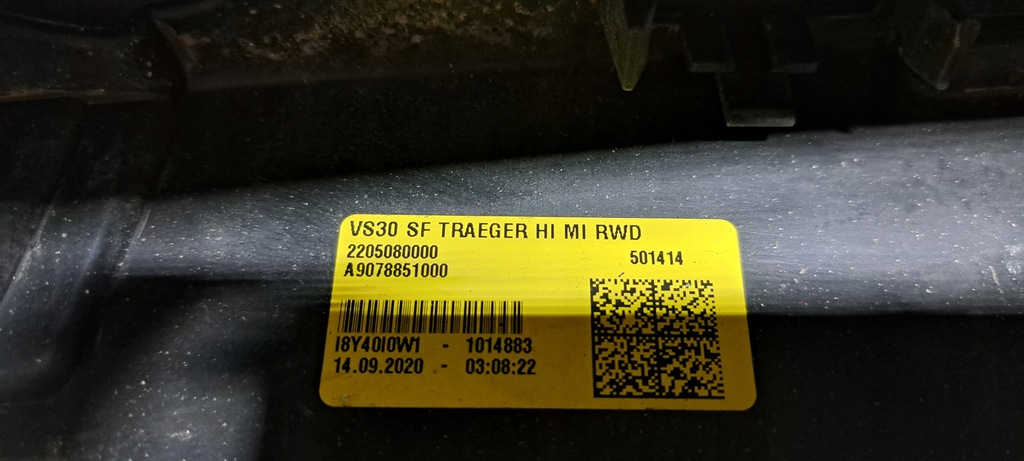 VS30 SF TRAEGER HI MI RWD
2205080000 501414
A9078851000
I8Y40I0W1 - 1014883
14.09.2020 - 03:08:22